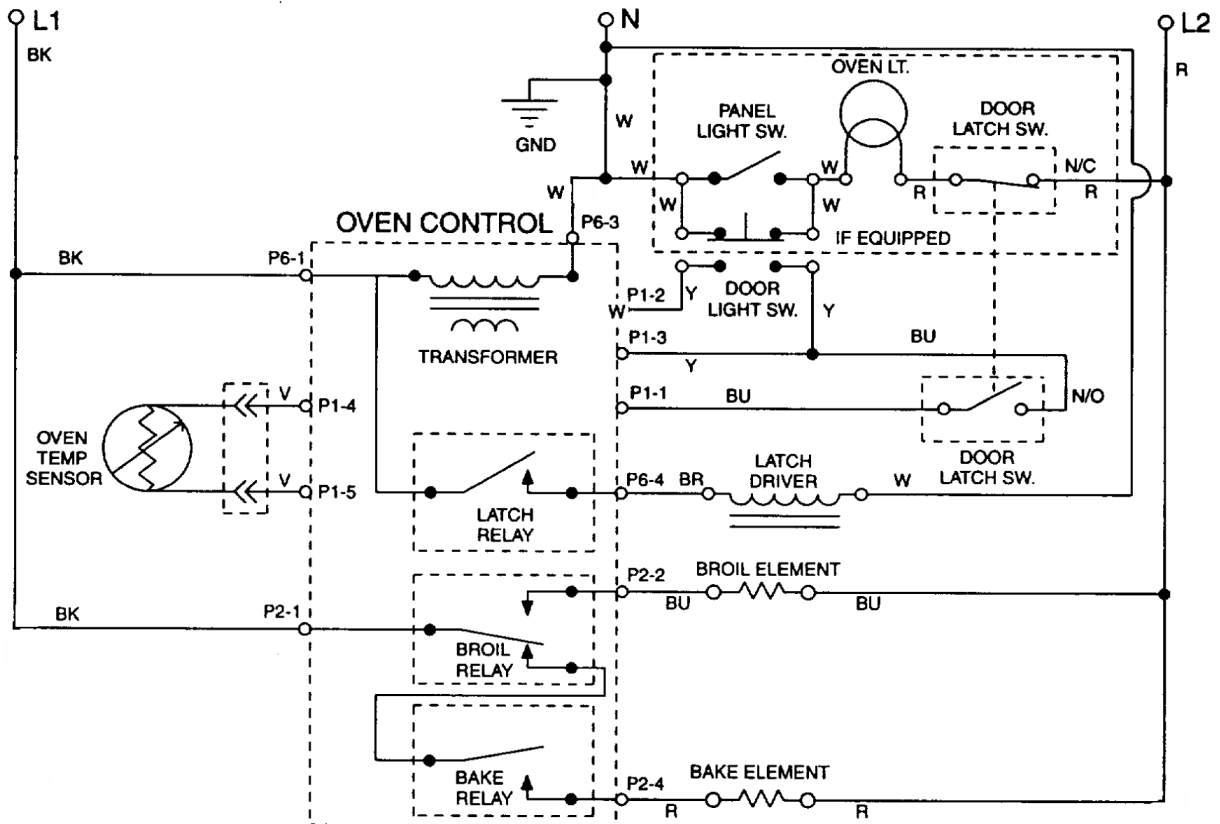 L1
N
L2
BK
R
OVEN LT.
PANEL
LIGHT SW.
DOOR
LATCH SW.
GND
W
W
W
W
N/C
R
R
W
W
W
OVEN CONTROL
P6-3
IF EQUIPPED
BK
P6-1
P1-2
W
Y
DOOR
LIGHT SW.
Y
TRANSFORMER
P1-3
Y
BU
V
P1-4
P1-1
BU
N/O
OVEN
TEMP
SENSOR
V
P1-5
DOOR
LATCH SW.
LATCH
RELAY
P6-4
BR
LATCH
DRIVER
W
P2-2
BROIL ELEMENT
BU
BU
BK
P2-1
BROIL
RELAY
BAKE
RELAY
P2-4
BAKE ELEMENT
R
R